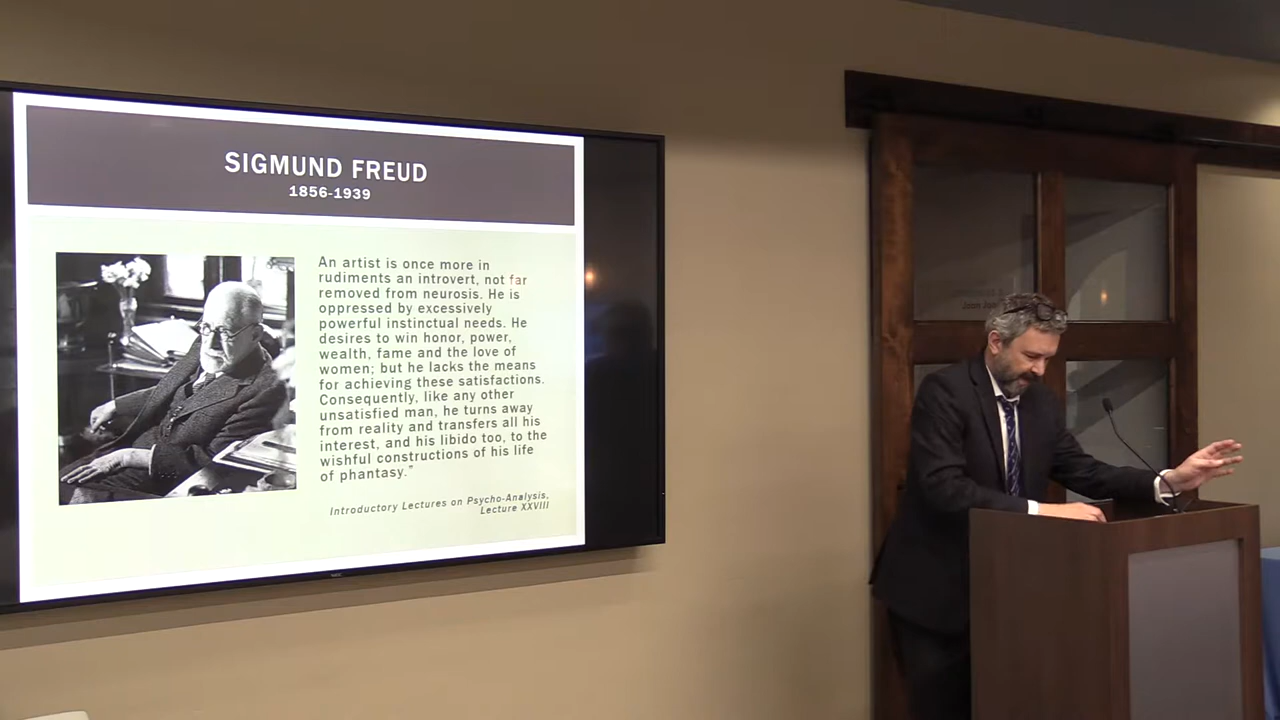 SIGMUND FREUD
1856-1939
An artist is once more in
rudiments an introvert, not far
removed from neurosis. He is
oppressed by excessively
powerful instinctual needs. He
desires to win honor, power,
wealth, fame and the love of
women; but he lacks the means
for achieving these satisfactions.
Consequently, like any other
unsatisfied man, he turns away
from reality and transfers all his
interest, and his libido too, to the
wishful constructions of his life
of phantasy.”
Introductory Lectures on Psycho-Analysis,
Lecture XXVIII
NEC